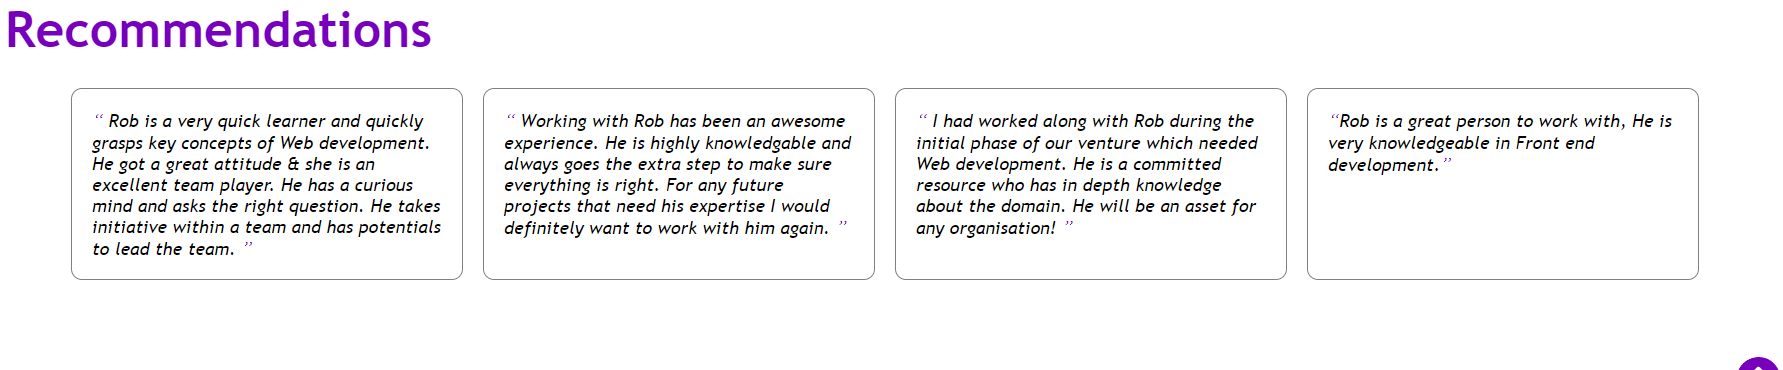 Recommendations
“ Rob is a very quick learner and quickly
grasps key concepts of Web development.
He got a great attitude & she is an
excellent team player. He has a curious
mind and asks the right question. He takes
initiative within a team and has potentials
to lead the team. ”
“ Working with Rob has been an awesome
experience. He is highly knowledgable and
always goes the extra step to make sure
everything is right. For any future
projects that need his expertise I would
definitely want to work with him again. ”
“ I had worked along with Rob during the
initial phase of our venture which needed
Web development. He is a committed
resource who has in depth knowledge
about the domain. He will be an asset for
any organisation! ”
“Rob is a great person to work with, He is
very knowledgeable in Front end
development.”